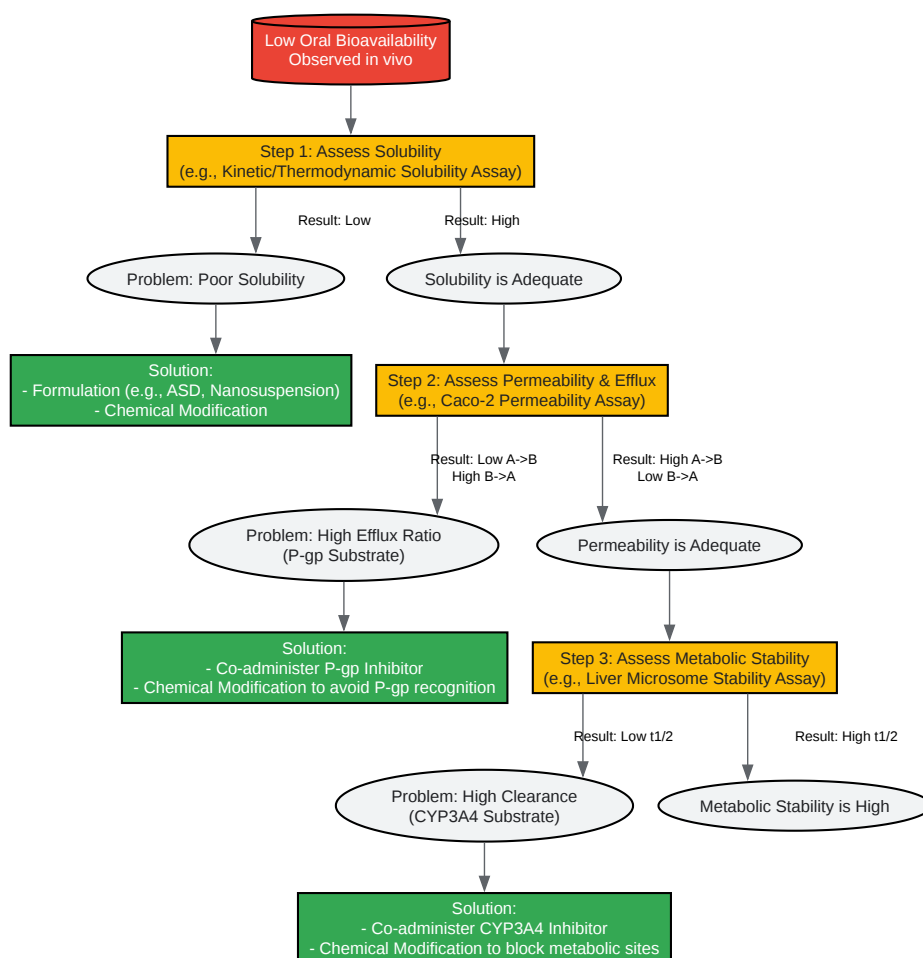 Low Oral Bioavailability
Observed in vivo
Step 1: Assess Solubility
(e.g., Kinetic/Thermodynamic Solubility Assay)
Result: Low
Result: High
Problem: Poor Solubility
Solubility is Adequate
Solution:
- Formulation (e.g., ASD, Nanosuspension)
- Chemical Modification
Step 2: Assess Permeability & Efflux
(e.g., Caco-2 Permeability Assay)
Result: Low A->B
High B->A
Result: High A->B
Low B->A
Problem: High Efflux Ratio
(P-gp Substrate)
Permeability is Adequate
Solution:
- Co-administer P-gp Inhibitor
- Chemical Modification to avoid P-gp recognition
Step 3: Assess Metabolic Stability
(e.g., Liver Microsome Stability Assay)
Result: Low t1/2
Result: High t1/2
Problem: High Clearance
(CYP3A4 Substrate)
Metabolic Stability is High
Solution:
- Co-administer CYP3A4 Inhibitor
- Chemical Modification to block metabolic sites